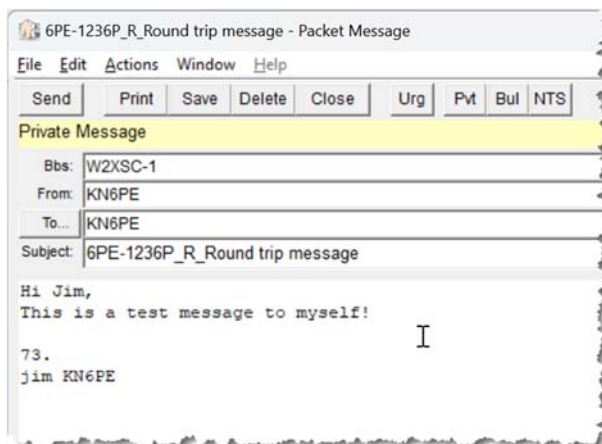 6PE-1236P_R_Round trip message - Packet Message
File Edit Actions Window Help
Send Print Save Delete Close Urg Pvt Bul NTS
Private Message
Bbs: W2XSC-1
From: KN6PE
To... KN6PE
Subject: 6PE-1236P_R_Round trip message
Hi Jim,
This is a test message to myself!
73.
jim KN6PE